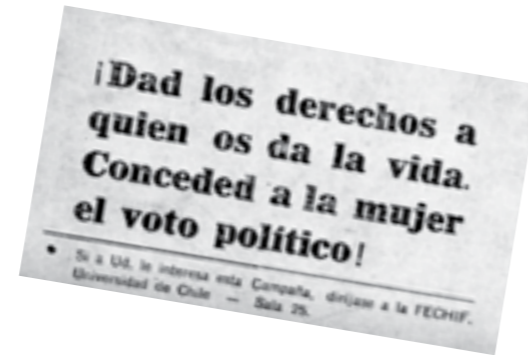 ¡Dad los derechos a
quien os da la vida.
Conceded a la mujer
el voto político!
• Si a Ud. le interesa esta Campaña, diríjase a la FECHIF,
Universidad de Chile — Sala 25.